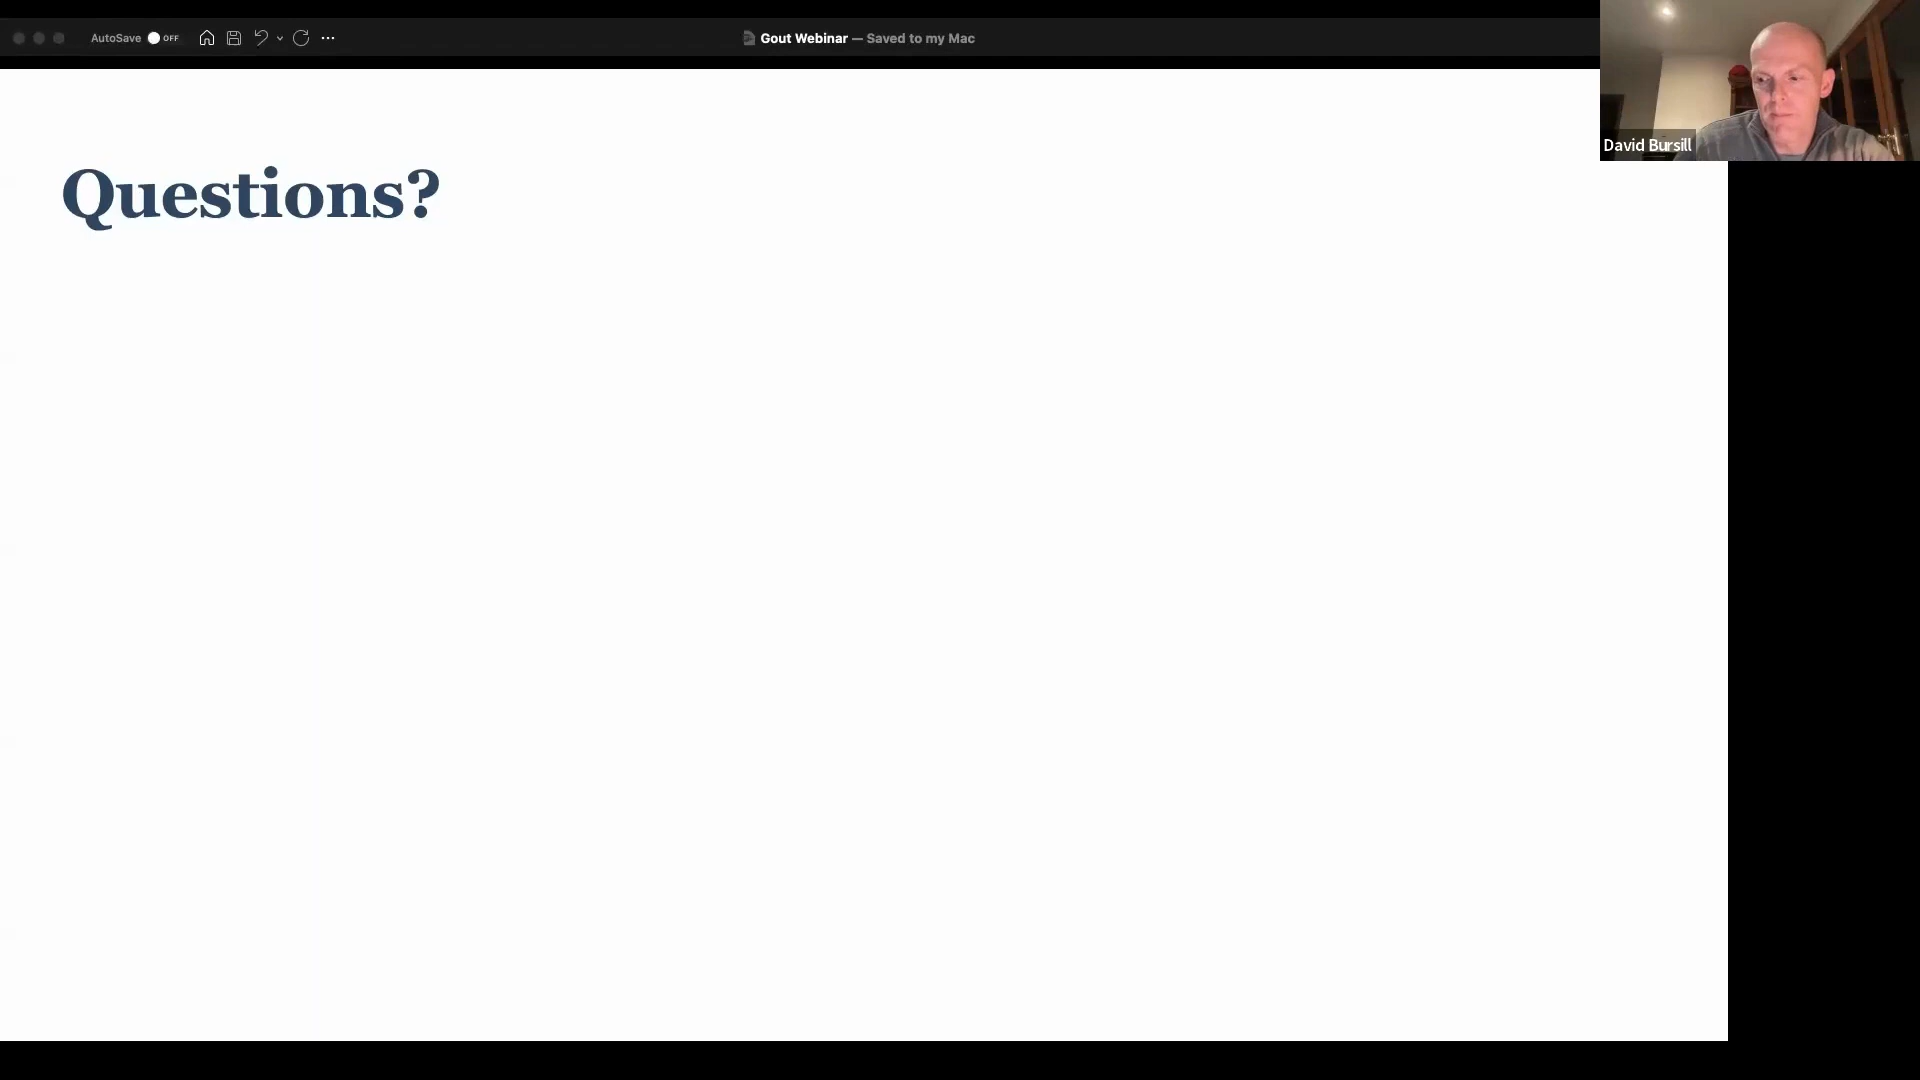 AutoSave OFF
Gout Webinar — Saved to my Mac
David Bursill
Questions?